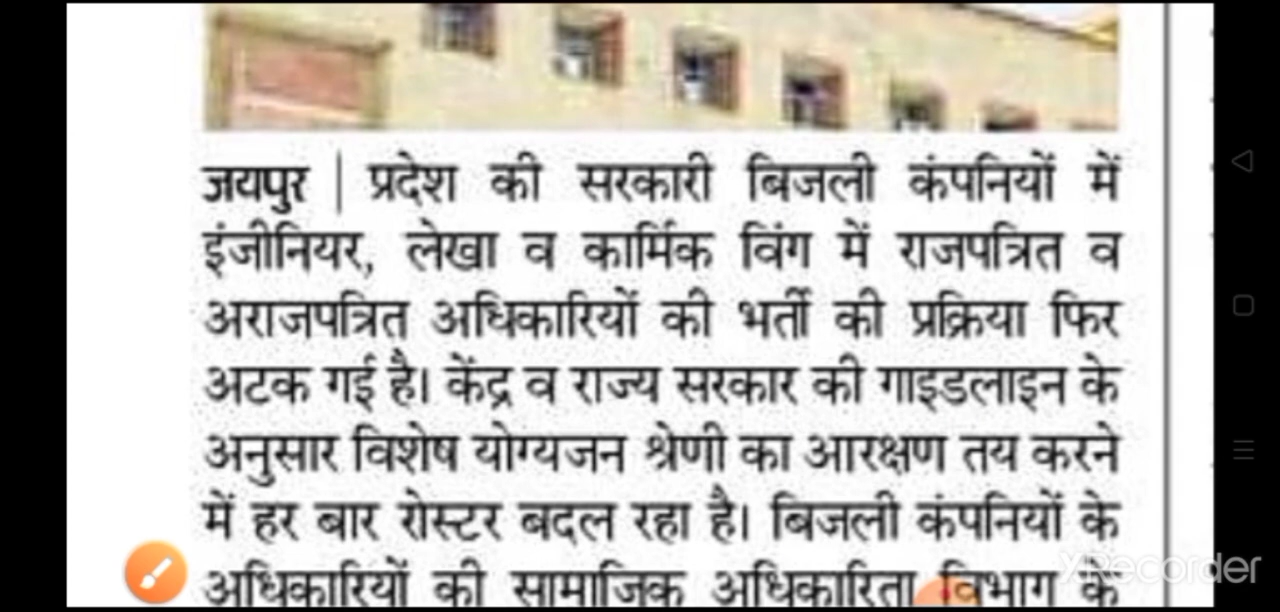 जयपुर | प्रदेश की सरकारी बिजली कंपनियों में
इंजीनियर, लेखा व कार्मिक विंग में राजपत्रित व
अराजपत्रित अधिकारियों की भर्ती की प्रक्रिया फिर
अटक गई है। केंद्र व राज्य सरकार की गाइडलाइन के
अनुसार विशेष योग्यजन श्रेणी का आरक्षण तय करने
में हर बार रोस्टर बदल रहा है। बिजली कंपनियों के
अधिकारियों की सामाजिक अधिकारिता विभाग के
XRecorder